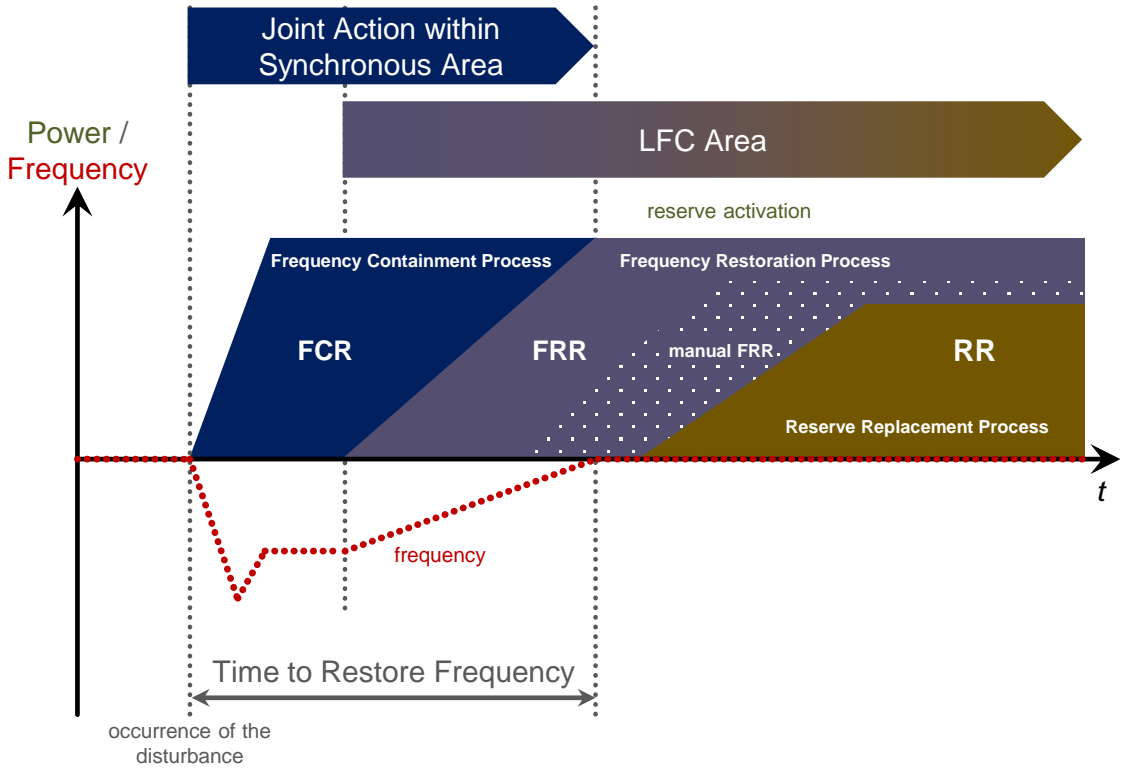 Joint Action within
Synchronous Area
LFC Area
Power /
Frequency
reserve activation
Frequency Containment Process
Frequency Restoration Process
FCR
FRR
manual FRR
RR
Reserve Replacement Process
t
frequency
Time to Restore Frequency
occurrence of the
disturbance